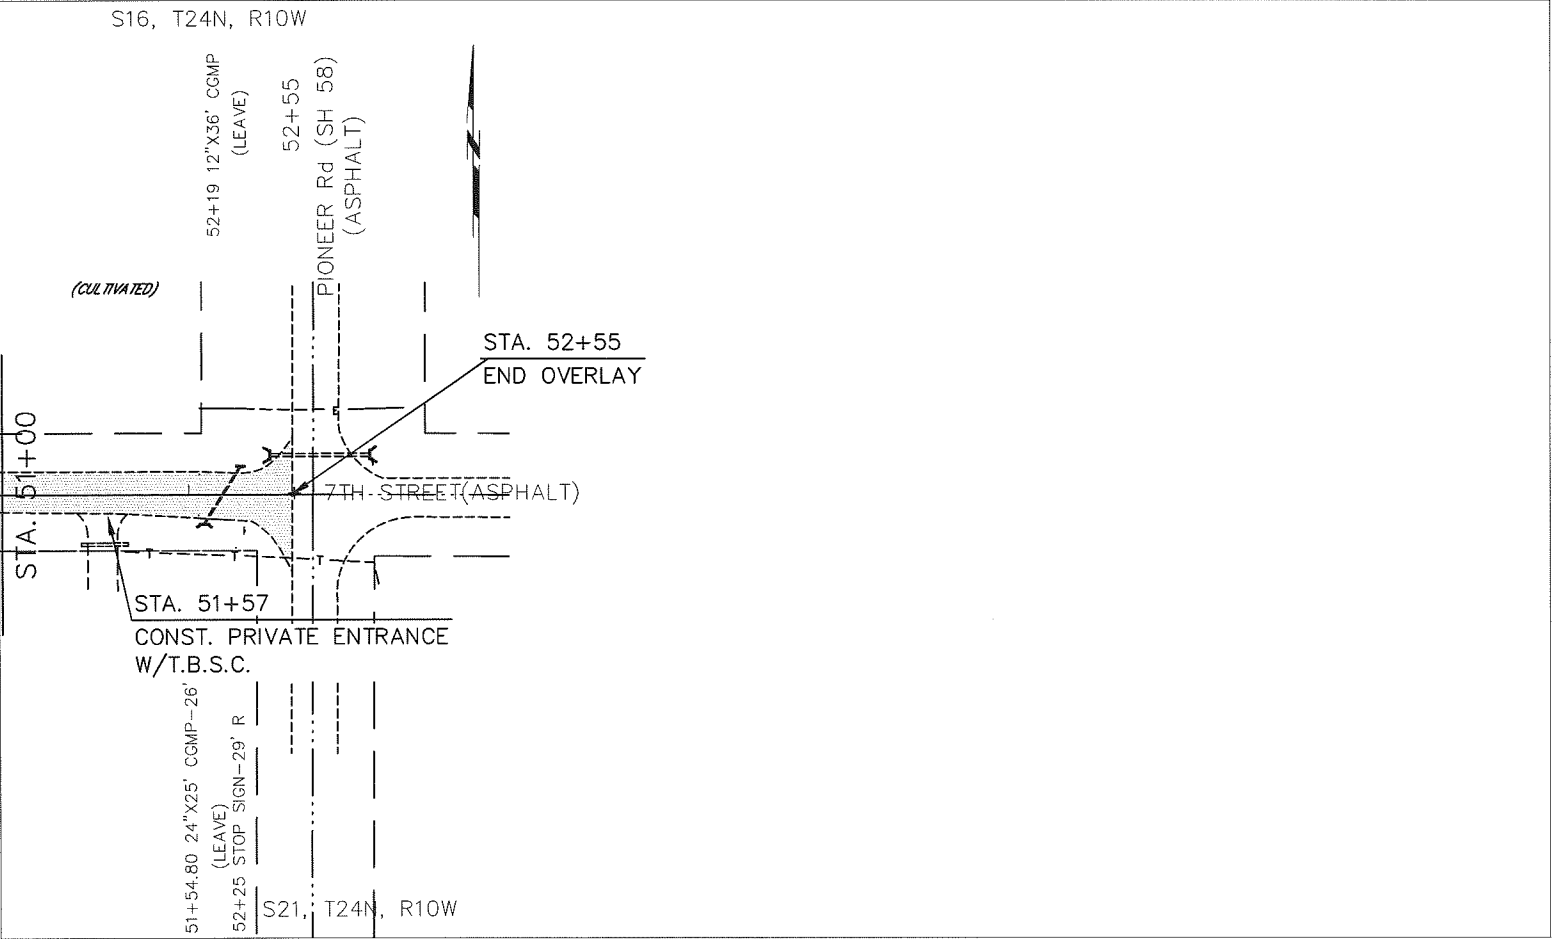 S16, T24N, R10W
52+19 12"X36' CGMP
(LEAVE)
52+55
PIONEER Rd (SH 58)
(ASPHALT)
(CULTIVATED)
STA. 52+55
END OVERLAY
STA. 51+00
7TH STREET(ASPHALT)
STA. 51+57
CONST. PRIVATE ENTRANCE
W/T.B.S.C.
51+54.80 24"X25' CGMP-26'
(LEAVE)
52+25 STOP SIGN-29' R
S21, T24N, R10W